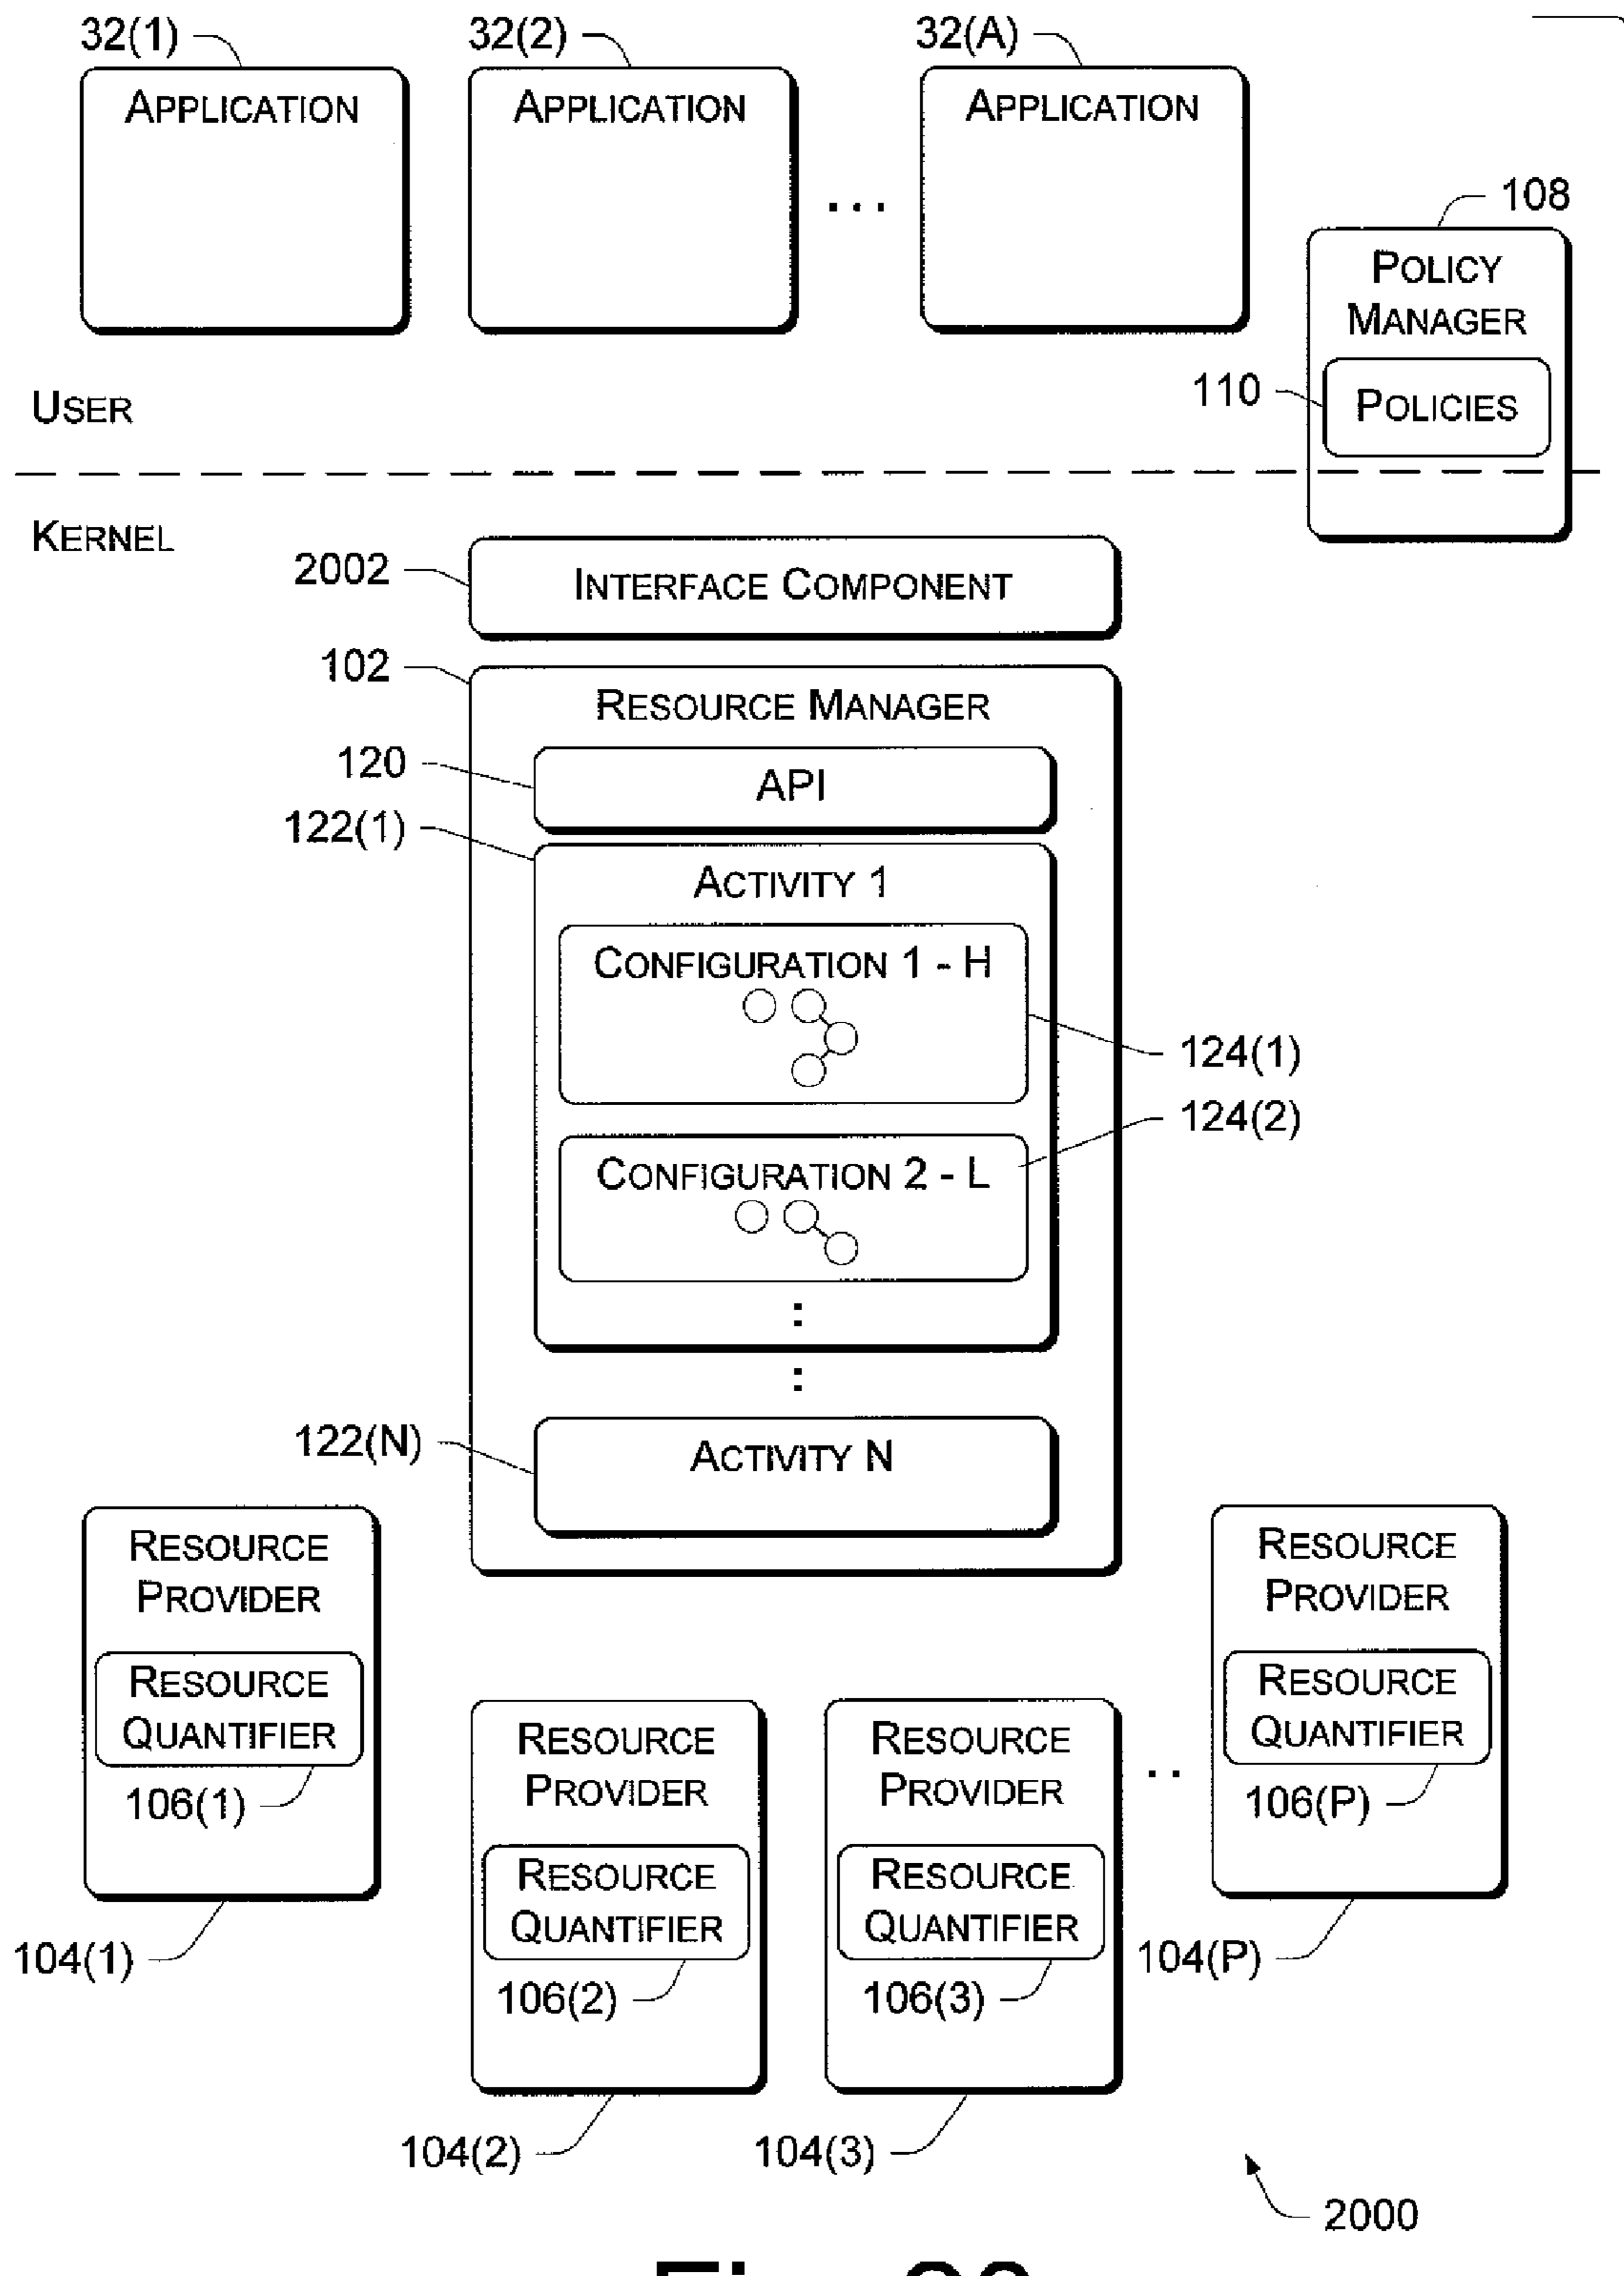 32(1)
32(2)
32(A)
APPLICATION
APPLICATION
APPLICATION
...
108
POLICY
MANAGER
110
POLICIES
USER
KERNEL
2002
INTERFACE COMPONENT
102
RESOURCE MANAGER
120
API
122(1)
ACTIVITY 1
CONFIGURATION 1 - H
124(1)
124(2)
CONFIGURATION 2 - L
122(N)
ACTIVITY N
RESOURCE
PROVIDER
RESOURCE
QUANTIFIER
106(1)
104(1)
RESOURCE
PROVIDER
RESOURCE
QUANTIFIER
106(2)
104(2)
RESOURCE
PROVIDER
RESOURCE
QUANTIFIER
106(3)
104(3)
..
RESOURCE
PROVIDER
RESOURCE
QUANTIFIER
106(P)
104(P)
2000